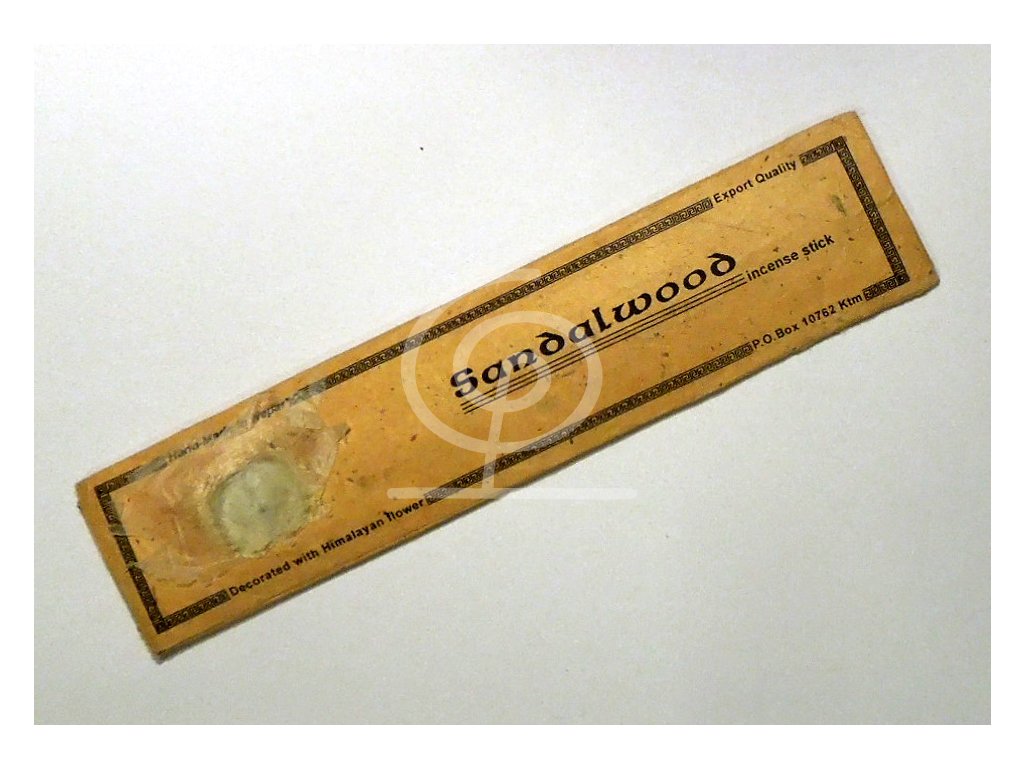 Export Quality
Sandalwood
incense stick
P.O.Box 10762 Ktm
Decorated with Himalayan flower